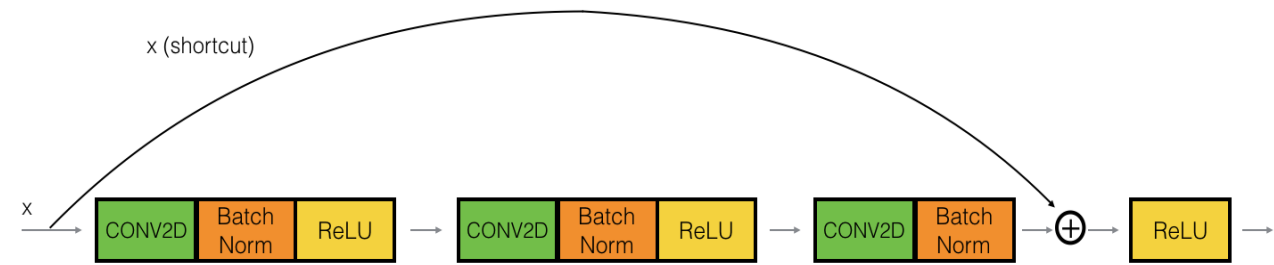 x (shortcut)
x
CONV2D
Batch
Norm
ReLU
CONV2D
Batch
Norm
ReLU
CONV2D
Batch
Norm
+
ReLU